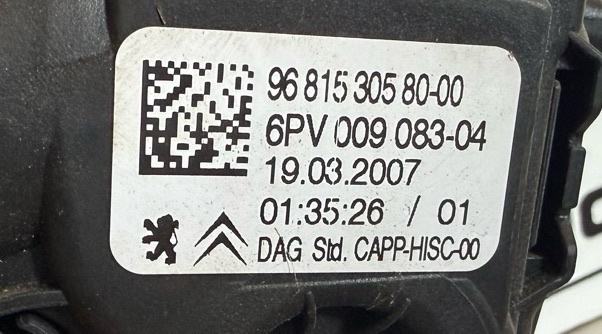 96 815 305 80-00
6PV 009 083-04
19.03.2007
01:35:26 / 01
DAG Std. CAPP-HISC-00